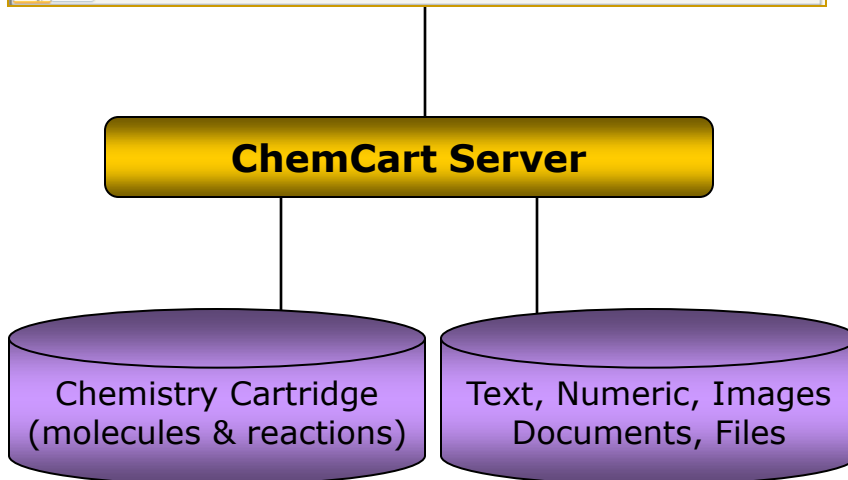 ChemCart Server
Chemistry Cartridge
(molecules & reactions)
Text, Numeric, Images
Documents, Files